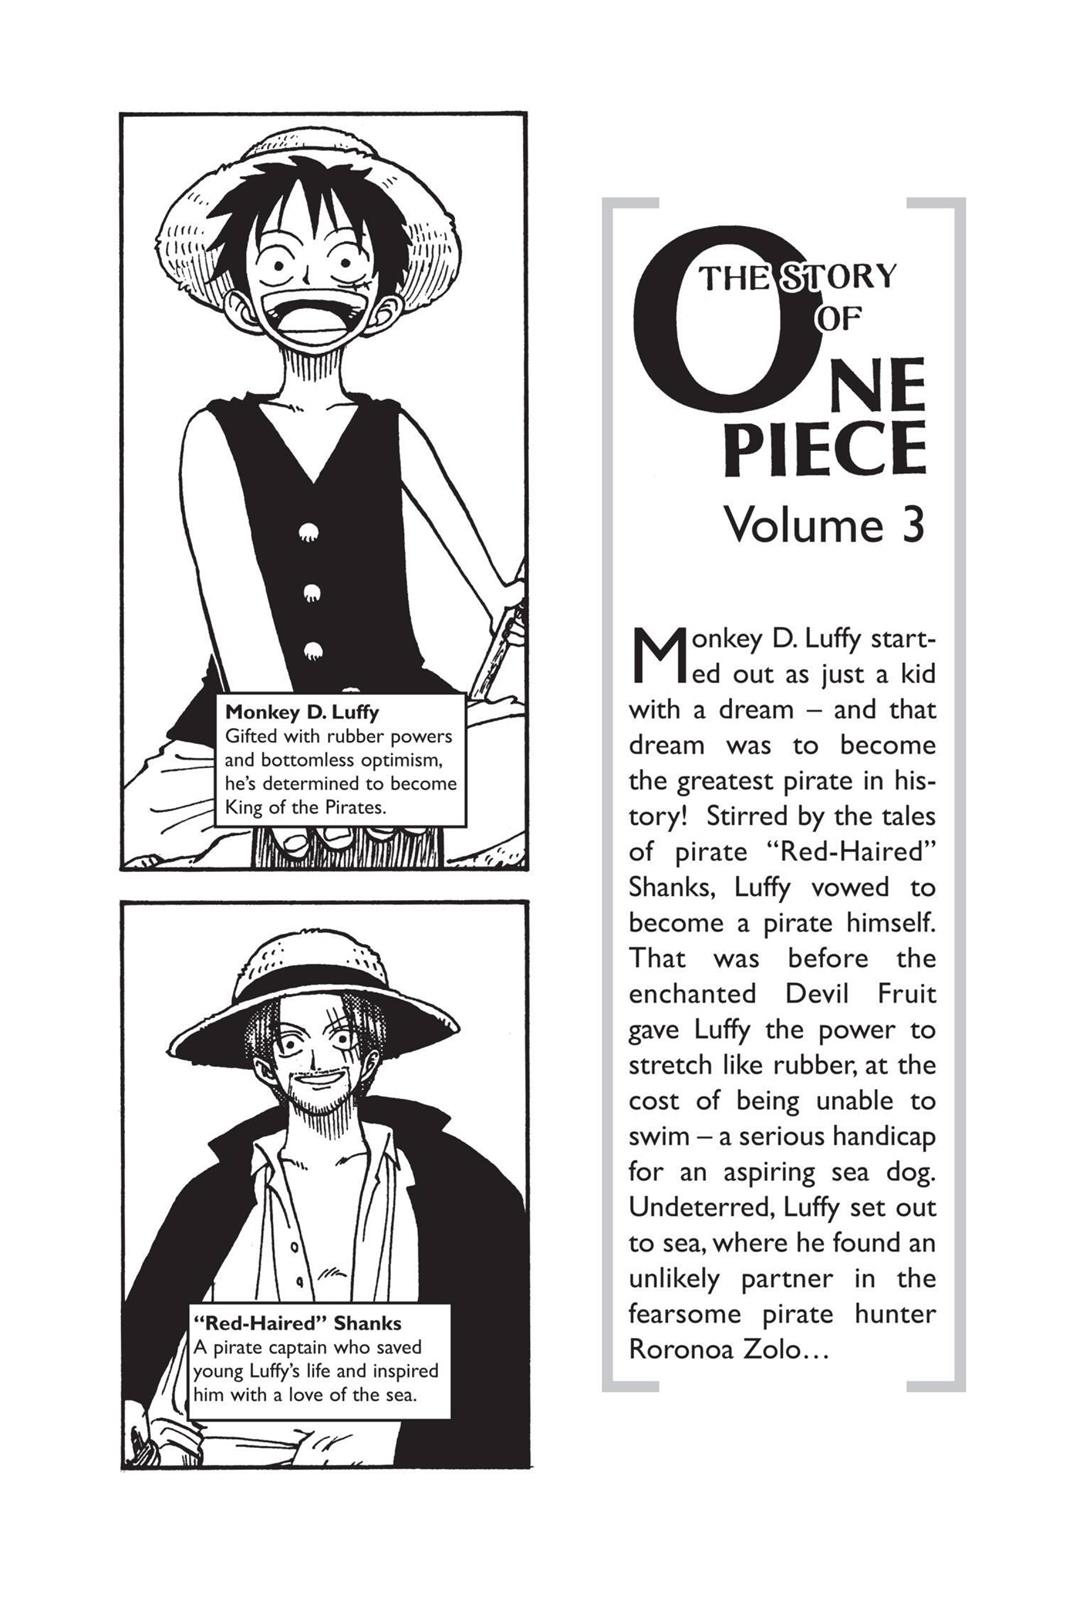 Monkey D. Luffy
Gifted with rubber powers
and bottomless optimism,
he's determined to become
King of the Pirates.
"Red-Haired" Shanks
A pirate captain who saved
young Luffy's life and inspired
him with a love of the sea.
THE STORY
OF
ONE
PIECE
Volume 3
Monkey D. Luffy start-
ed out as just a kid
with a dream – and that
dream was to become
the greatest pirate in his-
tory! Stirred by the tales
of pirate "Red-Haired"
Shanks, Luffy vowed to
become a pirate himself.
That was before the
enchanted Devil Fruit
gave Luffy the power to
stretch like rubber, at the
cost of being unable to
swim – a serious handicap
for an aspiring sea dog.
Undeterred, Luffy set out
to sea, where he found an
unlikely partner in the
fearsome pirate hunter
Roronoa Zolo...